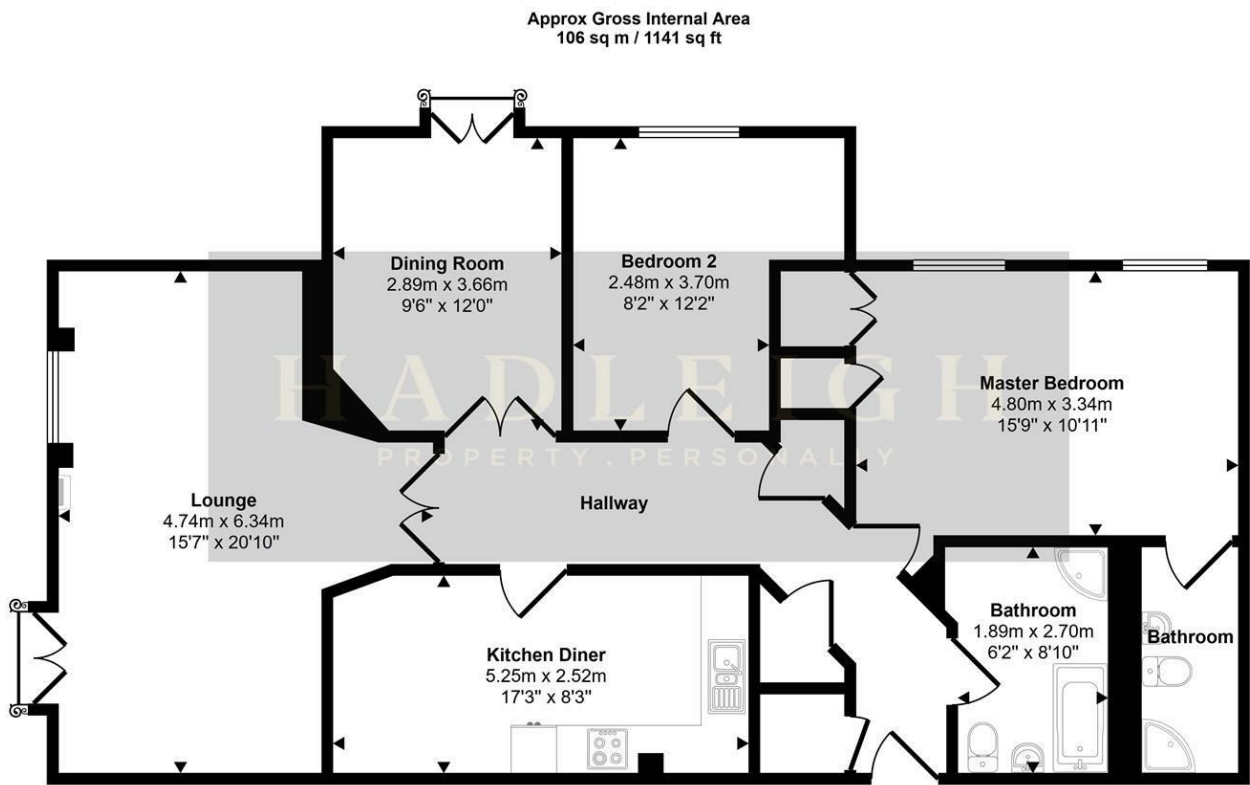 Approx Gross Internal Area
106 sq m / 1141 sq ft
Dining Room
2.89m x 3.66m
9'6" x 12'0"
Bedroom 2
2.48m x 3.70m
8'2" x 12'2"
HADLEIGH
PROPERTY. PERSONALLY
Master Bedroom
4.80m x 3.34m
15'9" x 10'11"
Lounge
4.74m x 6.34m
15'7" x 20'10"
Hallway
Kitchen Diner
5.25m x 2.52m
17'3" x 8'3"
Bathroom
1.89m x 2.70m
6'2" x 8'10"
Bathroom